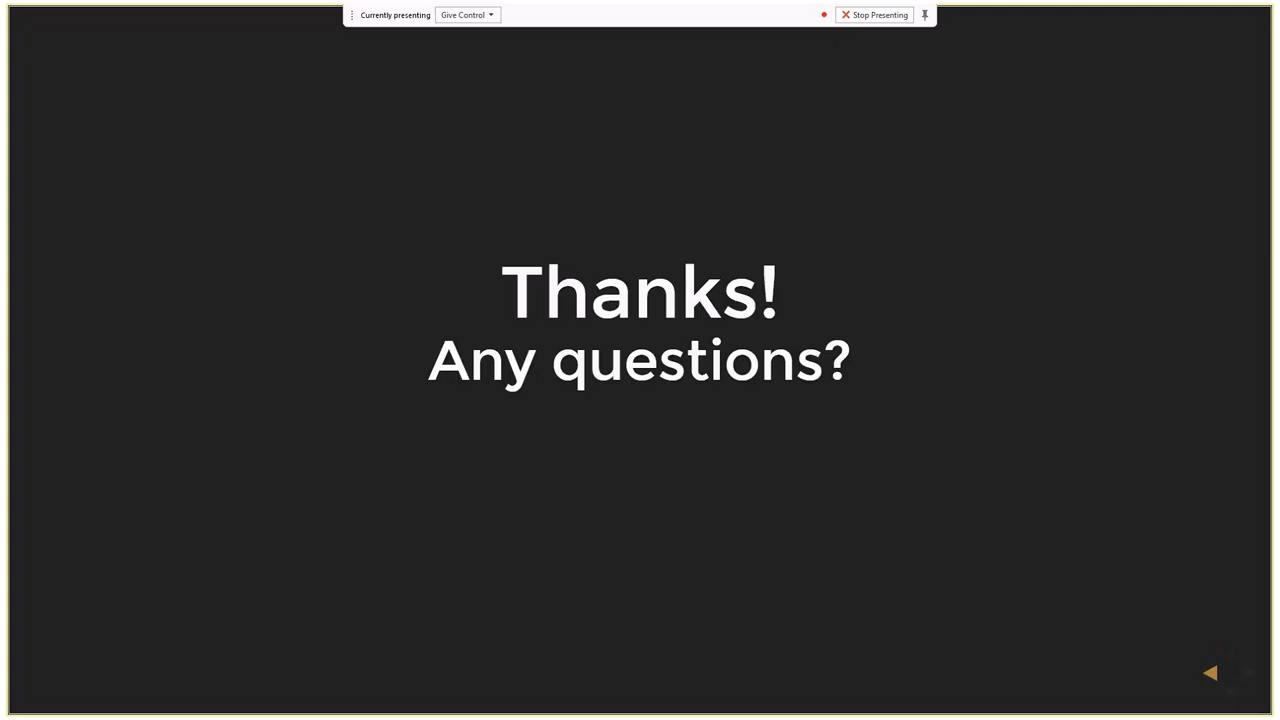 Currently presenting Give Control Stop Presenting
Thanks!
Any questions?